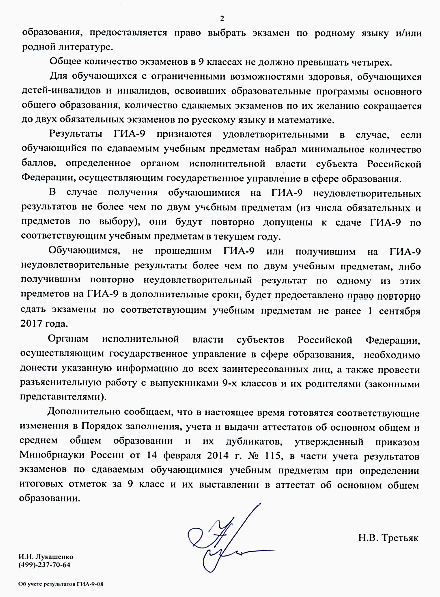 2
образования, предоставляется право выбрать экзамен по родному языку и/или
родной литературе.
Общее количество экзаменов в 9 классах не должно превышать четырех.
Для обучающихся с ограниченными возможностями здоровья, обучающихся
детей-инвалидов и инвалидов, освоивших образовательные программы основного
общего образования, количество сдаваемых экзаменов по их желанию сокращается
до двух обязательных экзаменов по русскому языку и математике.
Результаты ГИА-9 признаются удовлетворительными в случае, если
обучающийся по сдаваемым учебным предметам набрал минимальное количество
баллов, определенное органом исполнительной власти субъекта Российской
Федерации, осуществляющим государственное управление в сфере образования.
В случае получения обучающимися на ГИА-9 неудовлетворительных
результатов не более чем по двум учебным предметам (из числа обязательных и
предметов по выбору), они будут повторно допущены к сдаче ГИА-9 по
соответствующим учебным предметам в текущем году.
Обучающимся, не прошедшим ГИА-9 или получившим на ГИА-9
неудовлетворительные результаты более чем по двум учебным предметам, либо
получившим повторно неудовлетворительный результат по одному из этих
предметов на ГИА-9 в дополнительные сроки, будет предоставлено право повторно
сдать экзамены по соответствующим учебным предметам не ранее 1 сентября
2017 года.
Органам исполнительной власти субъектов Российской Федерации,
осуществляющим государственное управление в сфере образования, необходимо
донести указанную информацию до всех заинтересованных лиц, а также провести
разъяснительную работу с выпускниками 9-х классов и их родителями (законными
представителями).
Дополнительно сообщаем, что в настоящее время готовятся соответствующие
изменения в Порядок заполнения, учета и выдачи аттестатов об основном общем и
среднем общем образовании и их дубликатов, утвержденный приказом
Минобрнауки России от 14 февраля 2014 г. № 115, в части учета результатов
экзаменов по сдаваемым обучающимися учебным предметам при определении
итоговых отметок за 9 класс и их выставлении в аттестат об основном общем
образовании.
Н.В. Третьяк
И.Н. Лукашенко
(499)-237-70-64
Об учете результатов ГИА-9-08